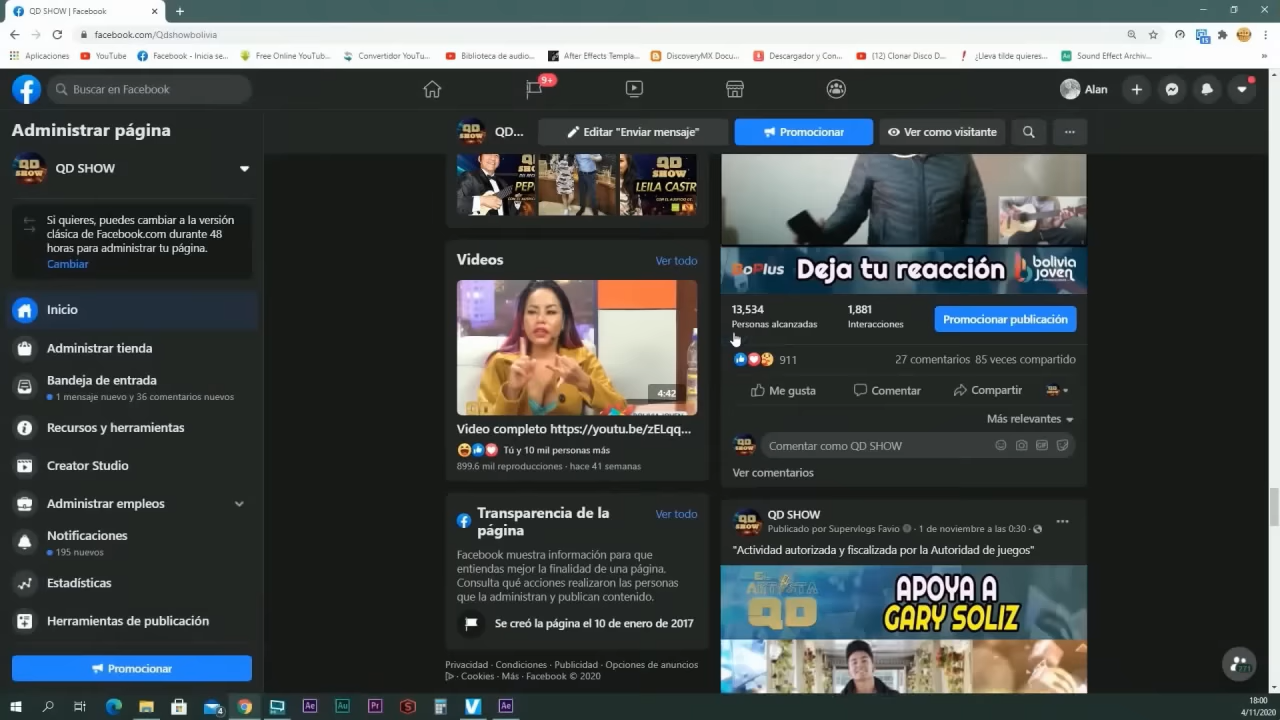 QD SHOW | Facebook
facebook.com/Qdshowbolivia
Aplicaciones
YouTube
Facebook - Inicia se...
Free Online YouTub...
Convertidor YouTu...
Biblioteca de audio...
After Effects Templa...
DiscoveryMX Docu...
Descargador y Con...
(12) Clonar Disco D...
¿Lleva tilde quieres...
Sound Effect Archiv...
Buscar en Facebook
9+
Alan
Administrar página
QD SHOW
Si quieres, puedes cambiar a la versión
clásica de Facebook.com durante 48
horas para administrar tu página.
Cambiar
Inicio
Administrar tienda
Bandeja de entrada
1 mensaje nuevo y 36 comentarios nuevos
Recursos y herramientas
Creator Studio
Administrar empleos
Notificaciones
195 nuevos
Estadísticas
Herramientas de publicación
Promocionar
QD...
Editar "Enviar mensaje"
Promocionar
Ver como visitante
QD
SHOW
PEP
LEILA CASTR
Videos
Ver todo
4:42
Video completo https://youtu.be/zELqq...
Tú y 10 mil personas más
899.6 mil reproducciones · hace 41 semanas
Transparencia de la
página
Ver todo
Facebook muestra información para que
entiendas mejor la finalidad de una página.
Consulta qué acciones realizaron las personas
que la administran y publican contenido.
Se creó la página el 10 de enero de 2017
Privacidad · Condiciones · Publicidad · Opciones de anuncios
· Cookies · Más · Facebook © 2020
BoPlus
Deja tu reacción
bolivia
joven
13,534
Personas alcanzadas
1,881
Interacciones
Promocionar publicación
911
27 comentarios 85 veces compartido
Me gusta
Comentar
Compartir
Más relevantes
Comentar como QD SHOW
Ver comentarios
QD SHOW
Publicado por Supervlogs Favio · 1 de noviembre a las 0:30 ·
"Actividad autorizada y fiscalizada por la Autoridad de juegos"
QD
APOYA A
GARY SOLIZ
18:00
4/11/2020